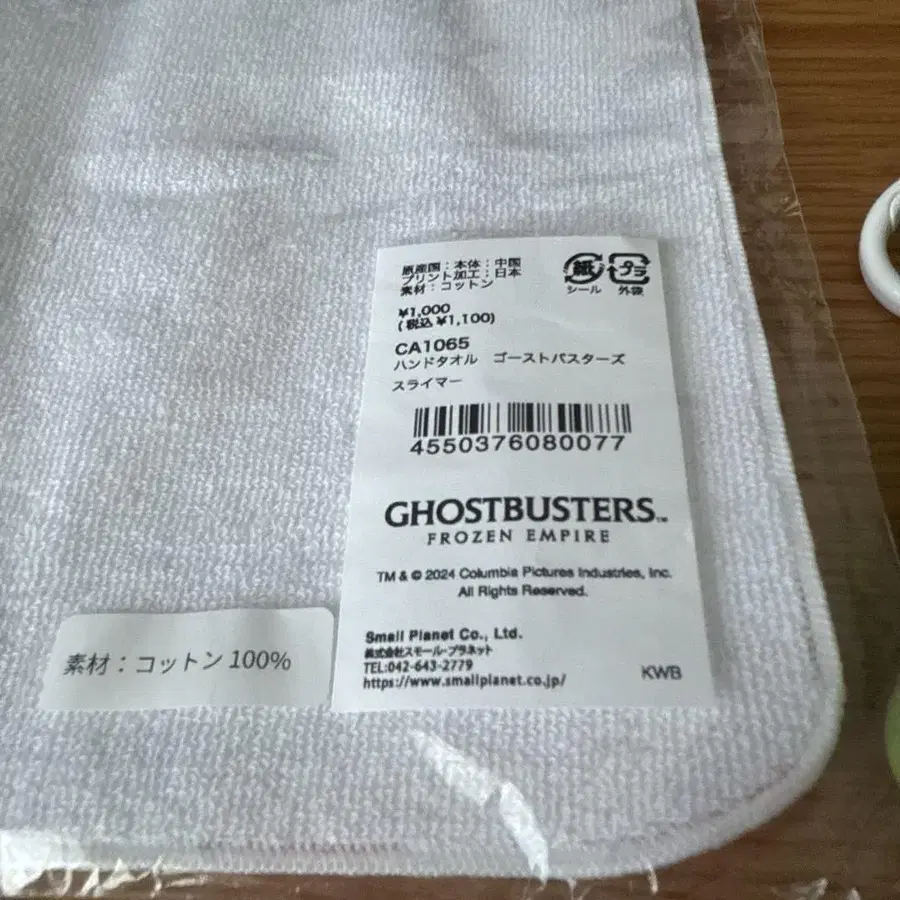 原産国：本体：中国
プリント加工：日本
素材：コットン
紙
シール
プラ
外袋
¥1,000
(税込¥1,100)
CA1065
ハンドタオル ゴーストバスターズ
スライマー
4550376080077
GHOSTBUSTERS™
FROZEN EMPIRE
TM & © 2024 Columbia Pictures Industries, Inc.
All Rights Reserved.
Small Planet Co., Ltd.
株式会社スモール・プラネット
TEL:042-643-2779
https://www.smallplanet.co.jp/
KWB
素材：コットン 100%